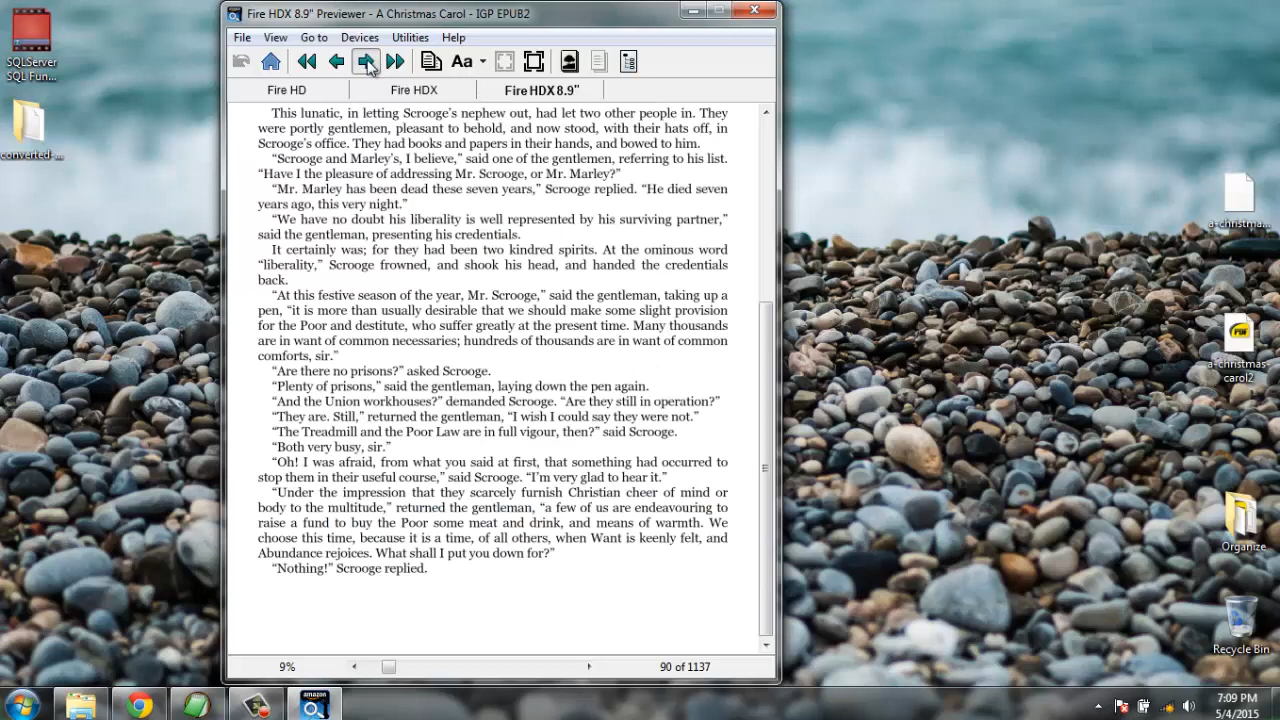 Fire HDX 8.9" Previewer - A Christmas Carol - IGP EPUB2
File View Go to Devices Utilities Help
Aa
Fire HD Fire HDX Fire HDX 8.9"
This lunatic, in letting Scrooge's nephew out, had let two other people in. They
were portly gentlemen, pleasant to behold, and now stood, with their hats off, in
Scrooge's office. They had books and papers in their hands, and bowed to him.
“Scrooge and Marley's, I believe,” said one of the gentlemen, referring to his list.
“Have I the pleasure of addressing Mr. Scrooge, or Mr. Marley?”
“Mr. Marley has been dead these seven years,” Scrooge replied. “He died seven
years ago, this very night.”
“We have no doubt his liberality is well represented by his surviving partner,”
said the gentleman, presenting his credentials.
It certainly was; for they had been two kindred spirits. At the ominous word
“liberality,” Scrooge frowned, and shook his head, and handed the credentials
back.
“At this festive season of the year, Mr. Scrooge,” said the gentleman, taking up a
pen, “it is more than usually desirable that we should make some slight provision
for the Poor and destitute, who suffer greatly at the present time. Many thousands
are in want of common necessaries; hundreds of thousands are in want of common
comforts, sir.”
“Are there no prisons?” asked Scrooge.
“Plenty of prisons,” said the gentleman, laying down the pen again.
“And the Union workhouses?” demanded Scrooge. “Are they still in operation?”
“They are. Still,” returned the gentleman, “I wish I could say they were not.”
“The Treadmill and the Poor Law are in full vigour, then?” said Scrooge.
“Both very busy, sir.”
“Oh! I was afraid, from what you said at first, that something had occurred to
stop them in their useful course,” said Scrooge. “I'm very glad to hear it.”
“Under the impression that they scarcely furnish Christian cheer of mind or
body to the multitude,” returned the gentleman, “a few of us are endeavouring to
raise a fund to buy the Poor some meat and drink, and means of warmth. We
choose this time, because it is a time, of all others, when Want is keenly felt, and
Abundance rejoices. What shall I put you down for?”
“Nothing!” Scrooge replied.
9% 90 of 1137
SQLServer
SQL Fun...
converted-...
a-christma...
a-christmas-
carol2
Organize
Recycle Bin
amazon
7:09 PM
5/4/2015